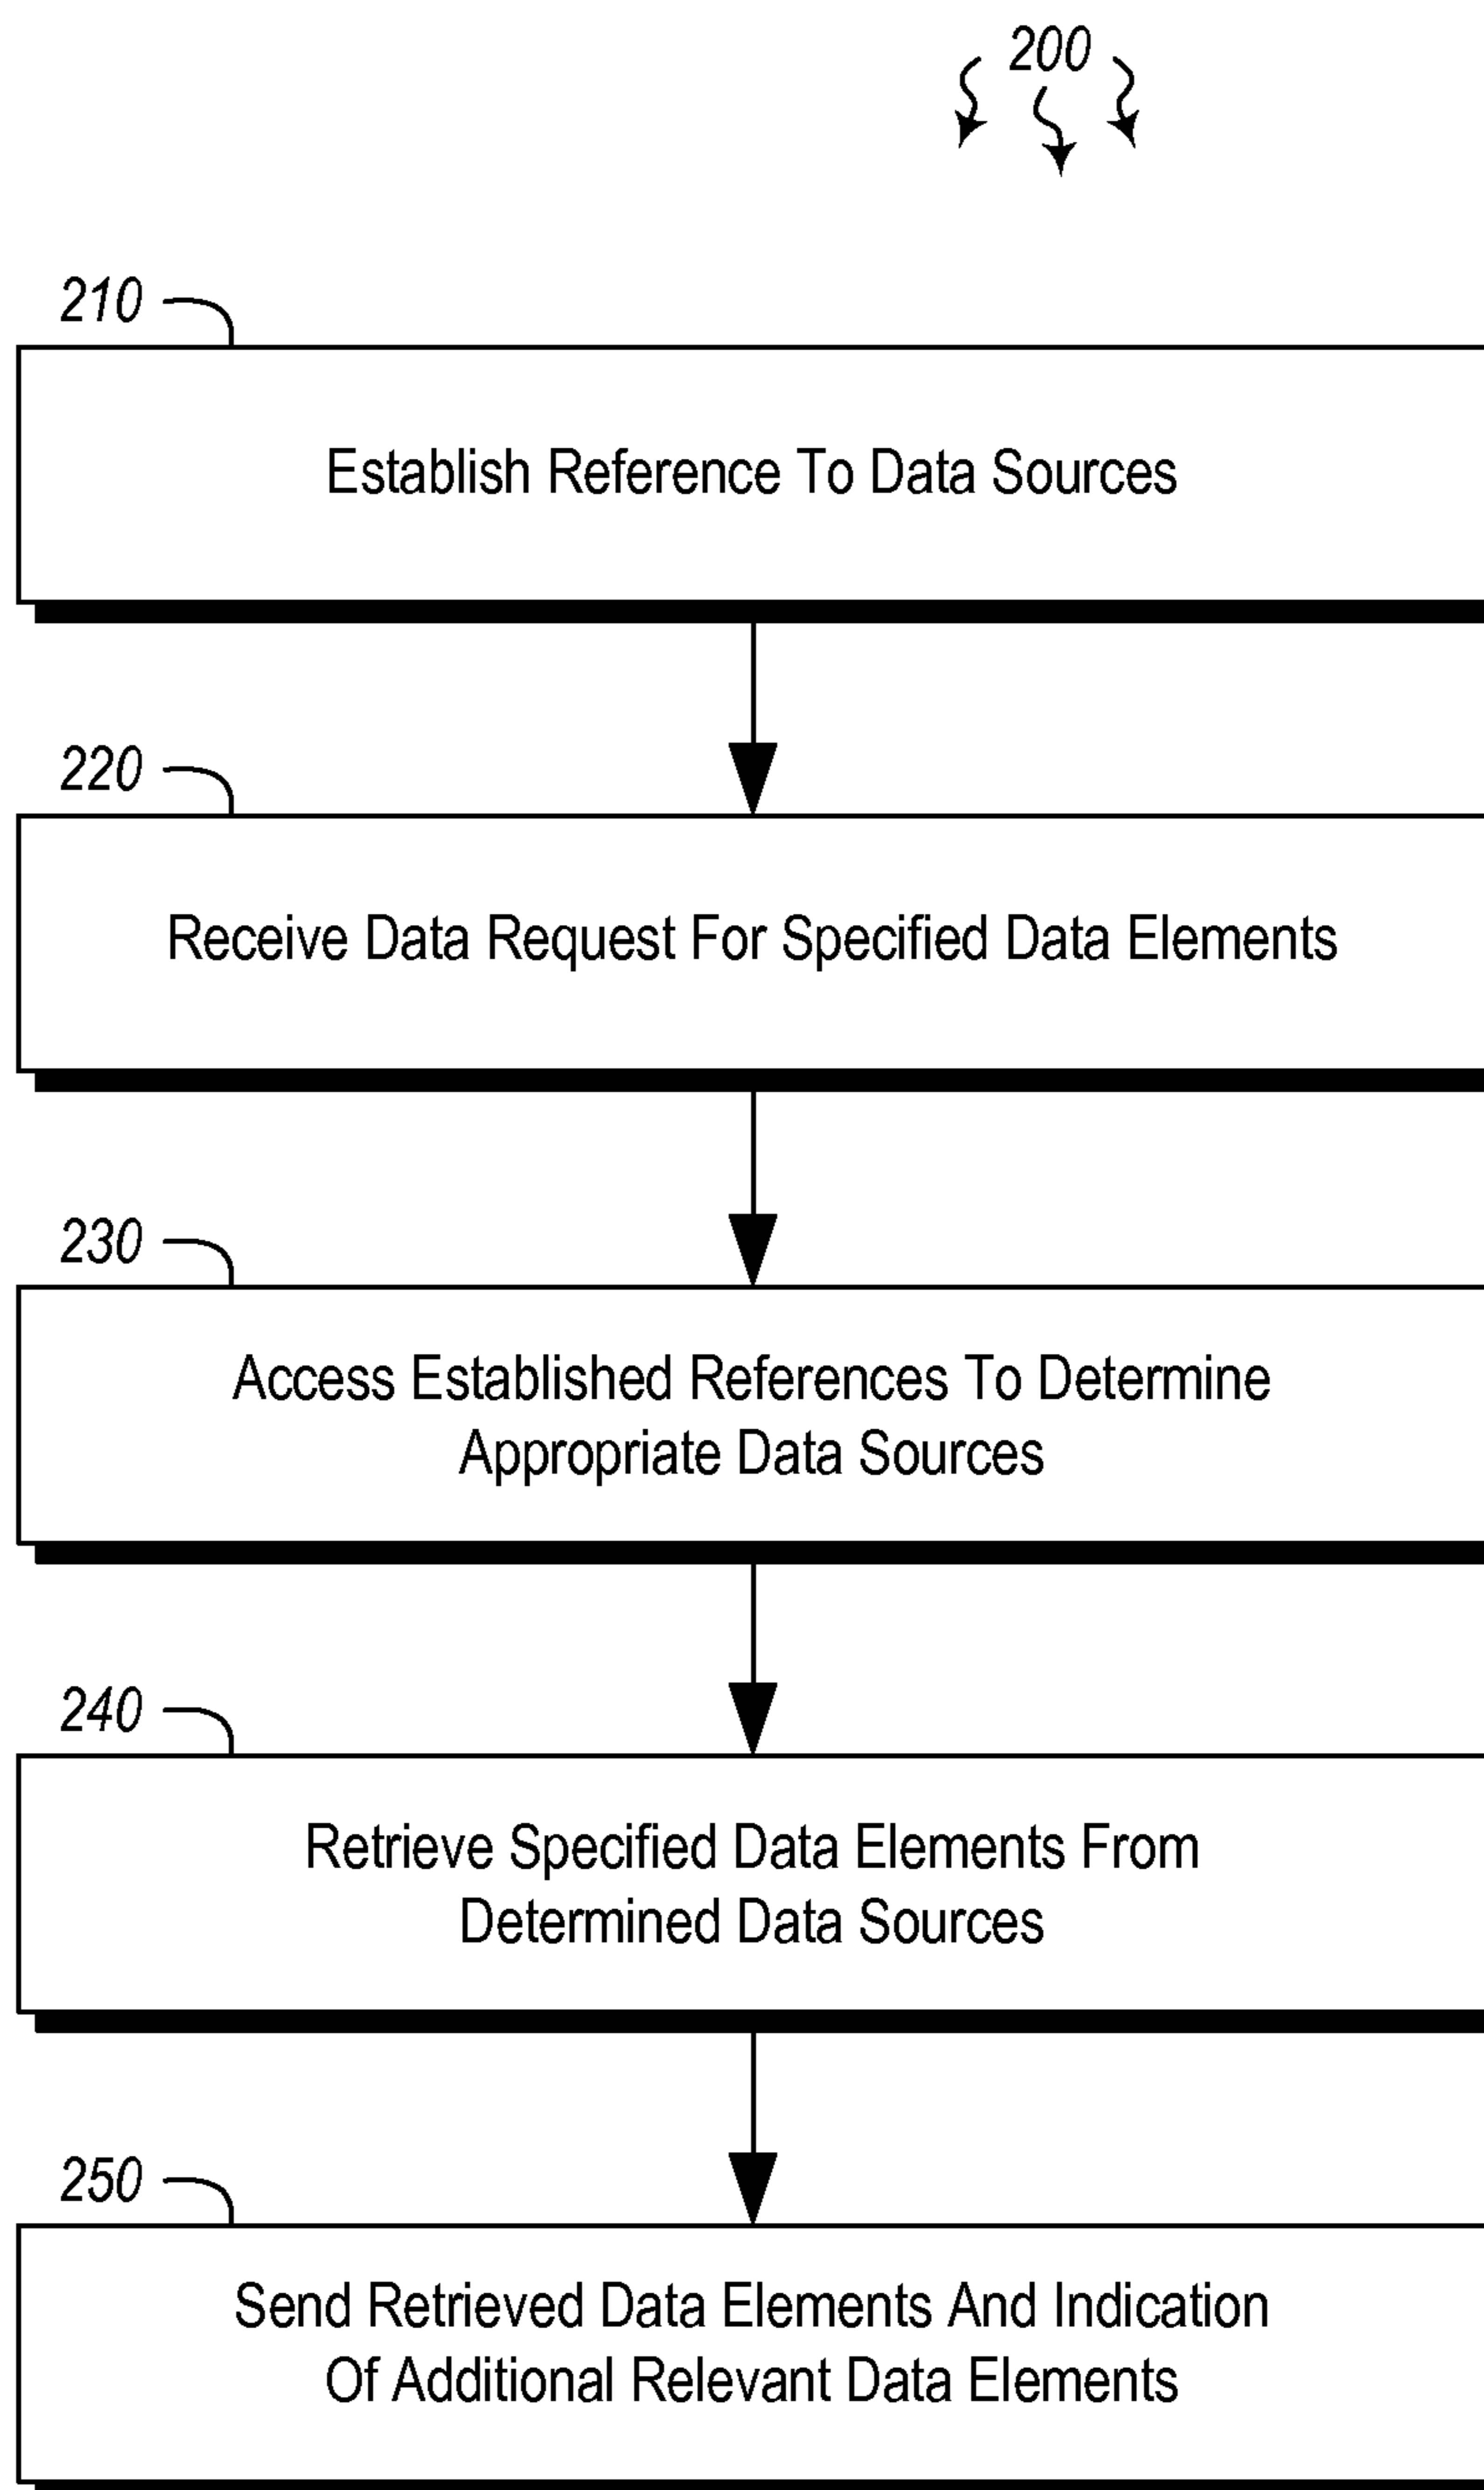 200
210
Establish Reference To Data Sources
220
Receive Data Request For Specified Data Elements
230
Access Established References To Determine
Appropriate Data Sources
240
Retrieve Specified Data Elements From
Determined Data Sources
250
Send Retrieved Data Elements And Indication
Of Additional Relevant Data Elements